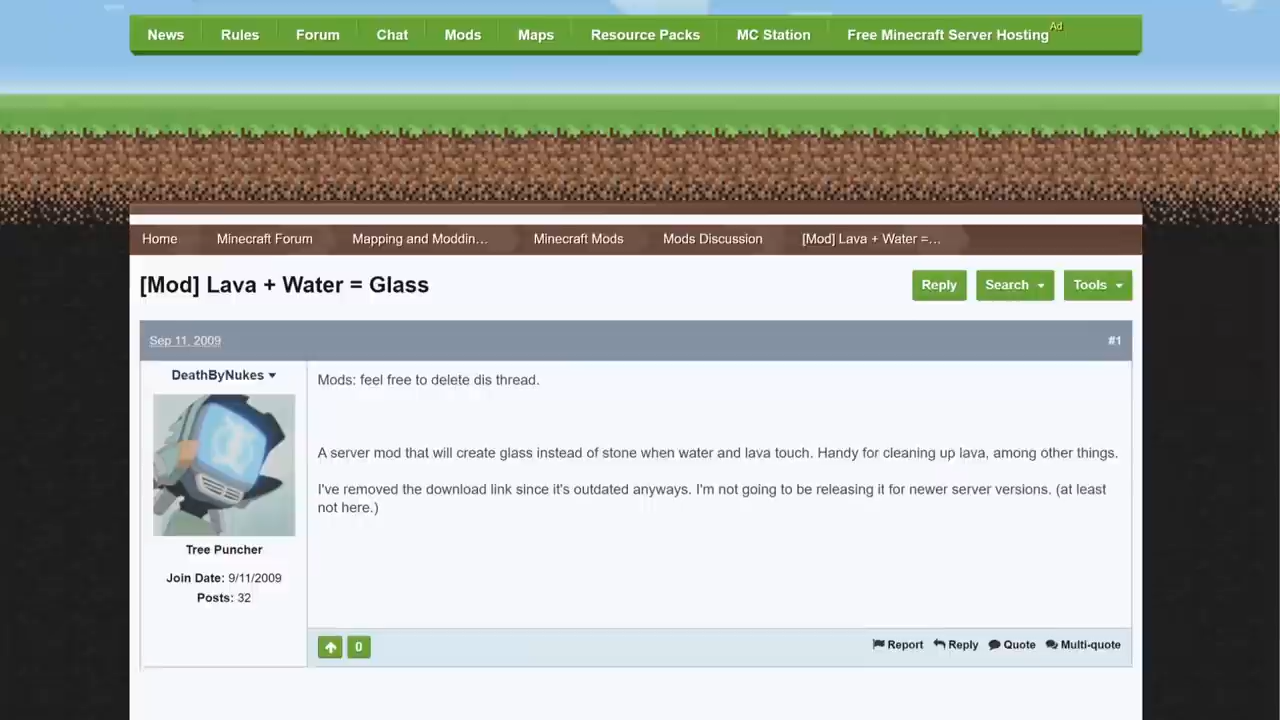 News Rules Forum Chat Mods Maps Resource Packs MC Station Free Minecraft Server Hosting Ad
Home Minecraft Forum Mapping and Moddin… Minecraft Mods Mods Discussion [Mod] Lava + Water =…
[Mod] Lava + Water = Glass
Reply Search Tools
Sep 11, 2009 #1
DeathByNukes
Tree Puncher
Join Date: 9/11/2009
Posts: 32
Mods: feel free to delete dis thread.
A server mod that will create glass instead of stone when water and lava touch. Handy for cleaning up lava, among other things.
I've removed the download link since it's outdated anyways. I'm not going to be releasing it for newer server versions. (at least
not here.)
0 Report Reply Quote Multi-quote